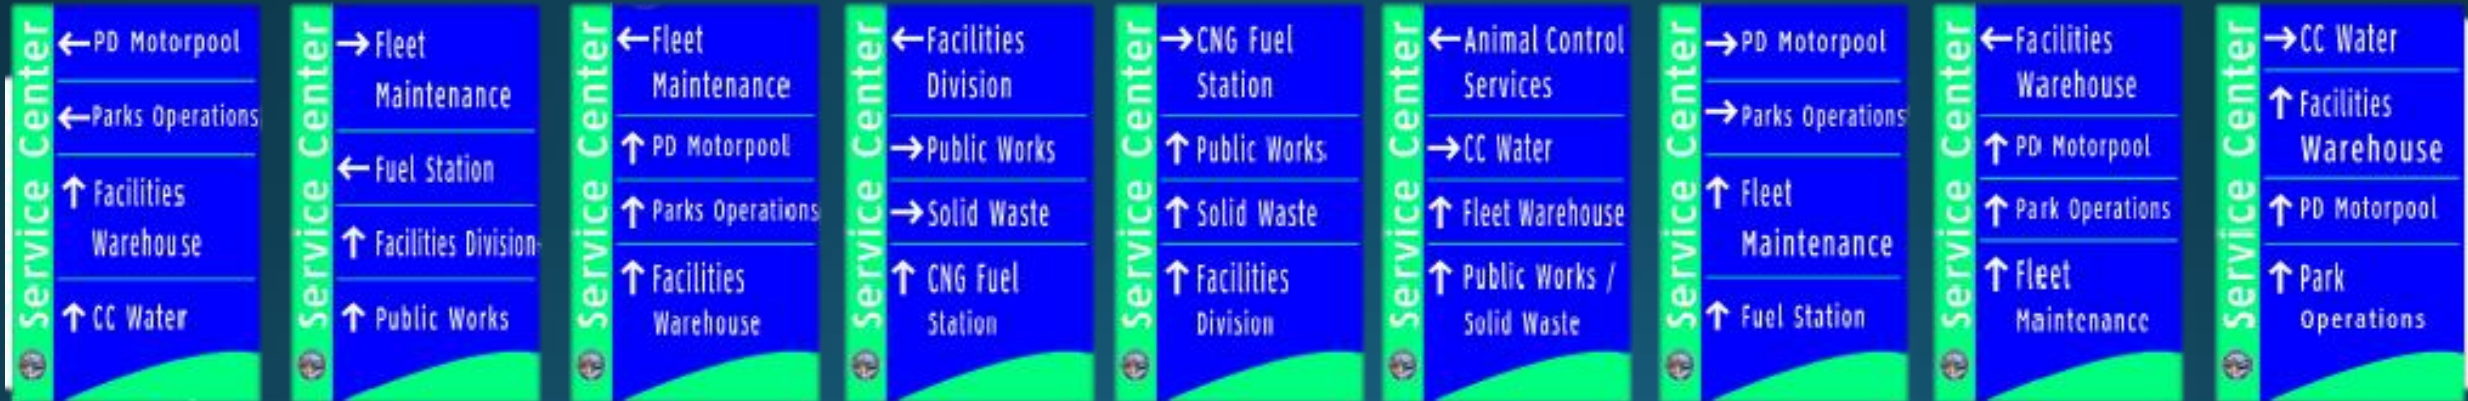 Service Center
←PD Motorpool
←Parks Operations
↑ Facilities
Warehouse
↑ CC Water
Service Center
→ Fleet
Maintenance
← Fuel Station
↑ Facilities Division
↑ Public Works
Service Center
←Fleet
Maintenance
↑ PD Motorpool
↑ Parks Operations
↑ Facilities
Warehouse
Service Center
←Facilities
Division
→Public Works
→Solid Waste
↑ CNG Fuel
Station
Service Center
→CNG Fuel
Station
↑ Public Works
↑ Solid Waste
↑ Facilities
Division
Service Center
←Animal Control
Services
→CC Water
↑ Fleet Warehouse
↑ Public Works /
Solid Waste
Service Center
→PD Motorpool
→Parks Operations
↑ Fleet
Maintenance
↑ Fuel Station
Service Center
←Facilities
Warehouse
↑ PD Motorpool
↑ Park Operations
↑ Fleet
Maintenance
Service Center
→CC Water
↑ Facilities
Warehouse
↑ PD Motorpool
↑ Park
Operations